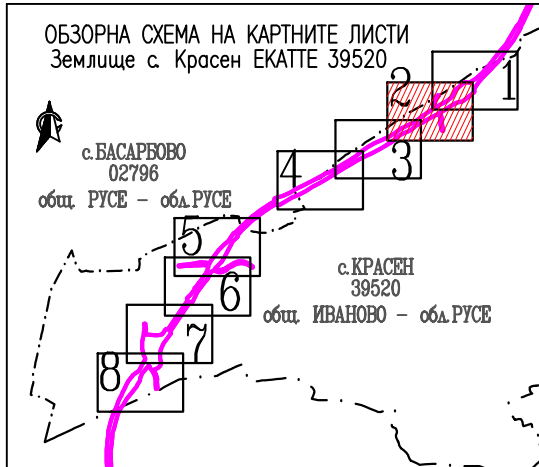 ОБЗОРНА СХЕМА НА КАРТНИТЕ ЛИСТИ
Землище с. Красен ЕКАТТЕ 39520
1
2
3
4
с.БАСАРБОВО
02796
общ. РУСЕ – обл.РУСЕ
5
6
с.КРАСЕН
39520
общ. ИВАНОВО – обл.РУСЕ
7
8